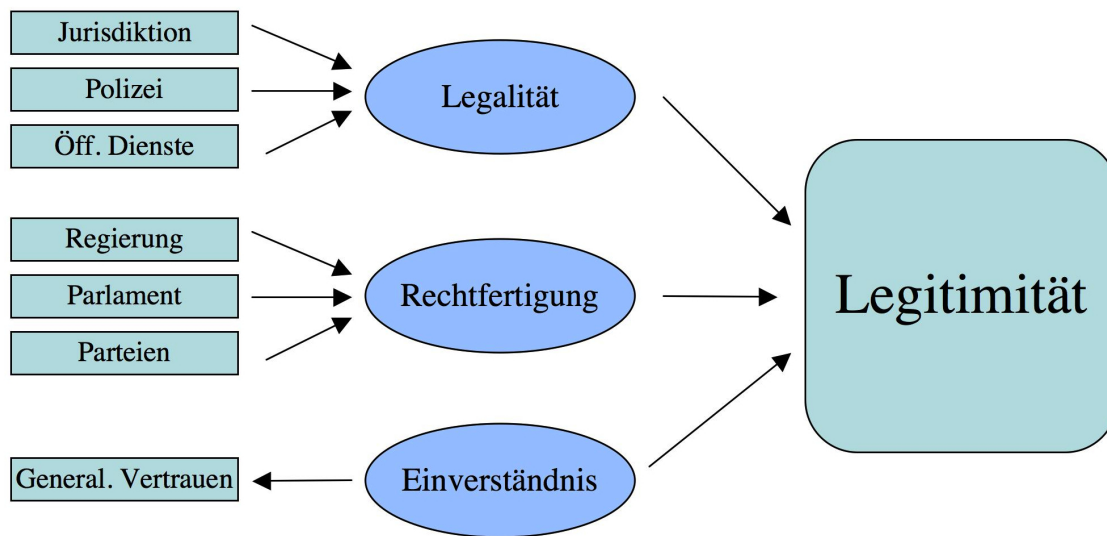 Jurisdiktion
Polizei
Öff. Dienste
Legalität
Regierung
Parlament
Parteien
Rechtfertigung
General. Vertrauen
Einverständnis
Legitimität